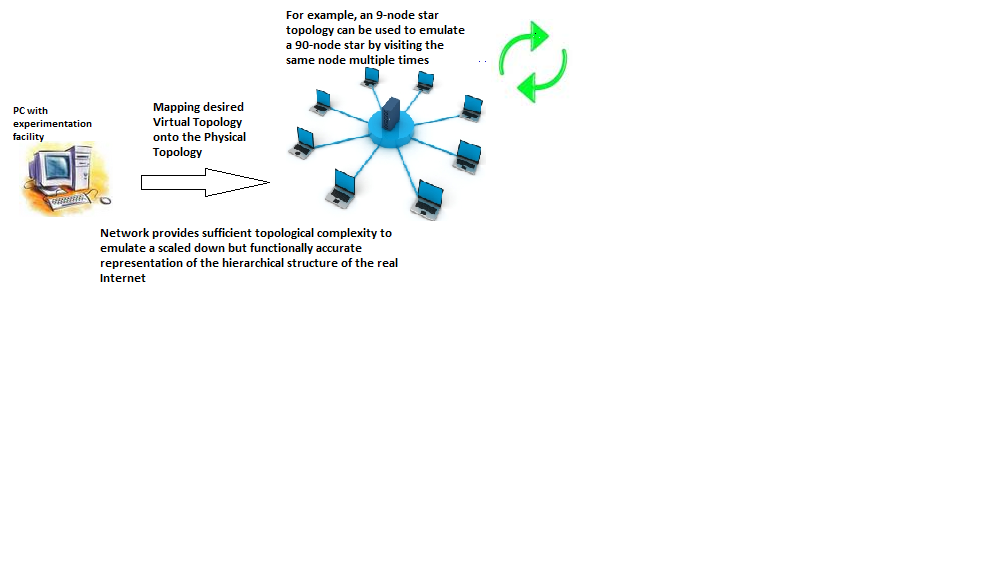 For example, an 9-node star
topology can be used to emulate
a 90-node star by visiting the
same node multiple times
PC with
experimentation
facility
Mapping desired
Virtual Topology
onto the Physical
Topology
Network provides sufficient topological complexity to
emulate a scaled down but functionally accurate
representation of the hierarchical structure of the real
Internet